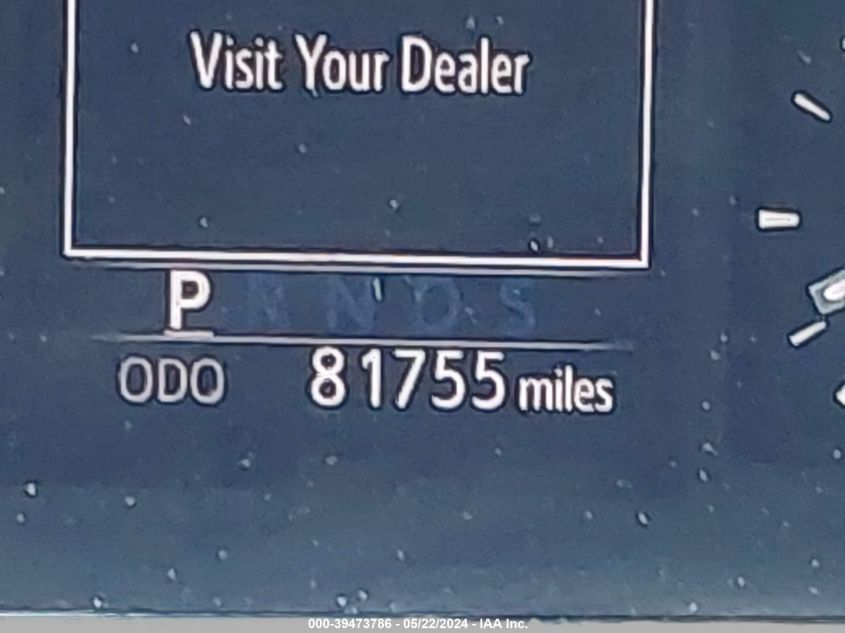 Visit Your Dealer
P R N D S
ODO 81755 miles
000-39473786 - 05/22/2024 - IAA Inc.